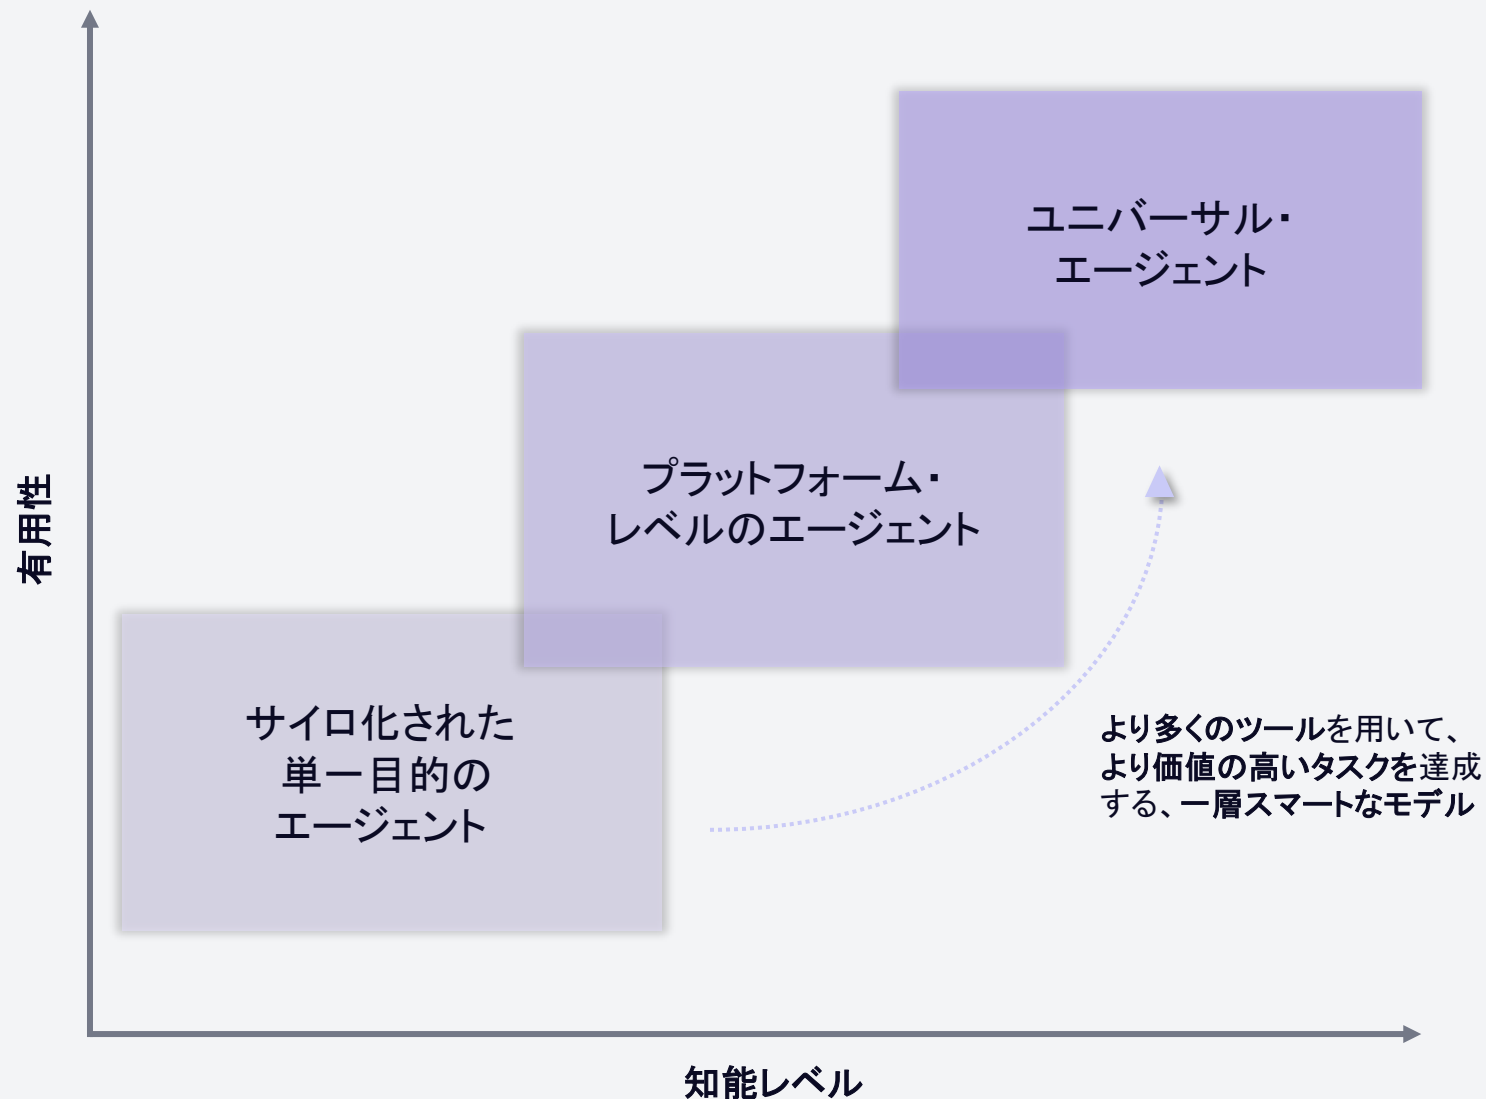 ユニバーサル・
エージェント
プラットフォーム・
レベルのエージェント
有用性
サイロ化された
単一目的の
エージェント
より多くのツールを用いて、
より価値の高いタスクを達成
する、一層スマートなモデル
知能レベル